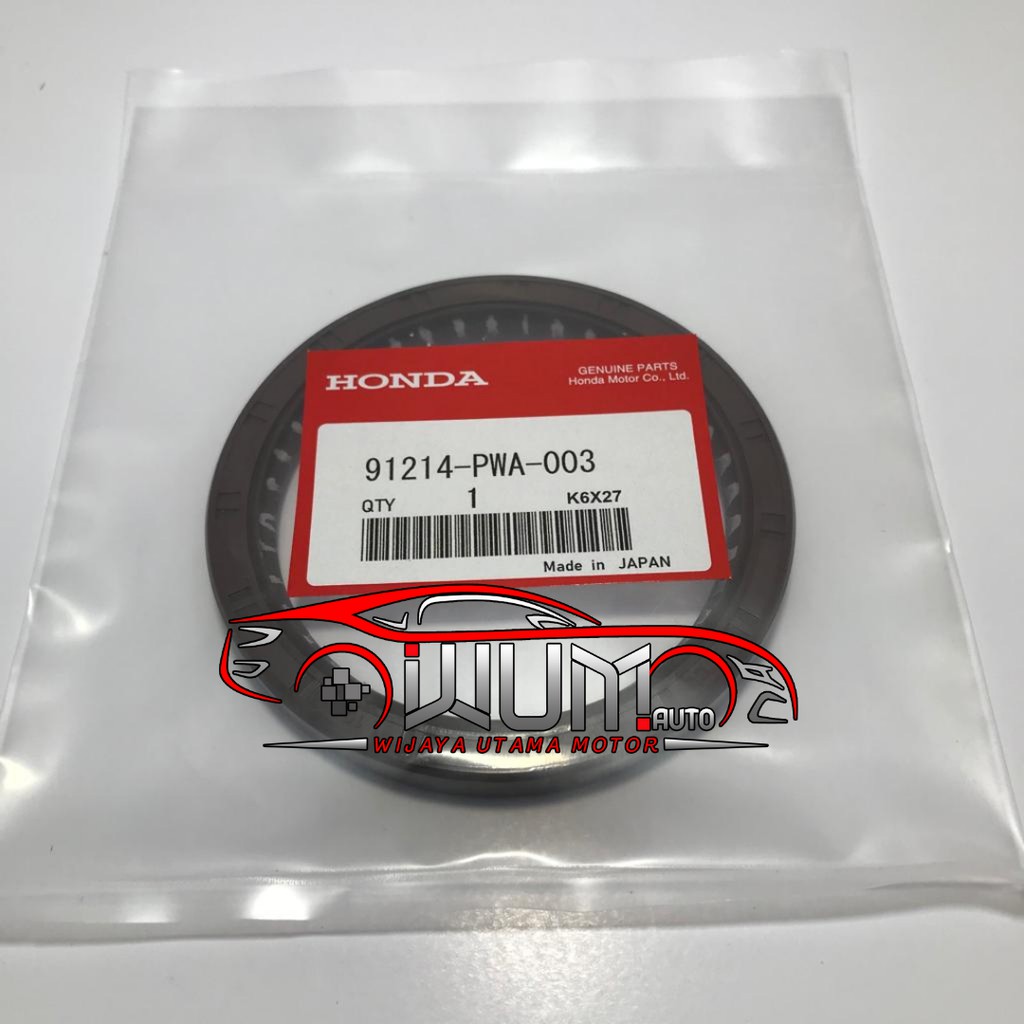 HONDA
GENUINE PARTS
Honda Motor Co., Ltd.
91214-PWA-003
QTY 1 K6X27
Made in JAPAN
WUM
AUTO
WIJAYA UTAMA MOTOR